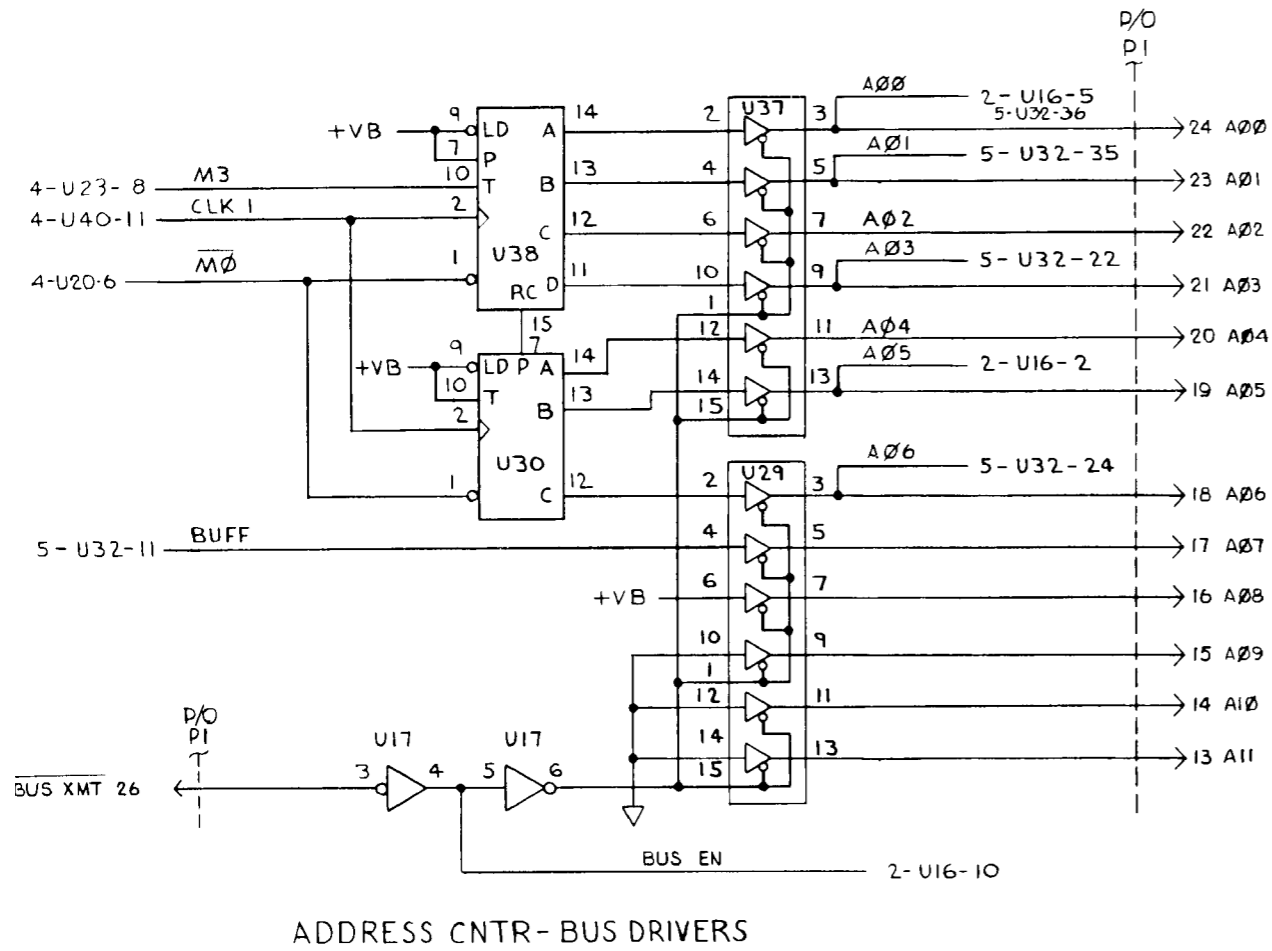 P/O
P1
+VB
9
LD
A
14
2
U37
3
AØØ
2-U16-5
5-U32-36
24 AØØ
7
P
4-U23-8
M3
10
T
B
13
4
5
AØ1
5-U32-35
23 AØ1
4-U40-11
CLK 1
2
C
12
6
7
AØ2
22 AØ2
4-U20-6
MØ
1
U38
RC
D
11
10
9
AØ3
5-U32-22
21 AØ3
1
15
7
+VB
9
LD
P
A
14
12
11
AØ4
20 AØ4
10
T
B
13
14
13
AØ5
2-U16-2
19 AØ5
2
15
U30
1
C
12
2
U29
3
AØ6
5-U32-24
18 AØ6
5-U32-11
BUFF
4
5
17 AØ7
+VB
6
7
16 AØ8
10
9
15 AØ9
1
12
11
14 A1Ø
14
13
13 A11
15
P/O
P1
BUS XMT 26
3
U17
4
5
U17
6
BUS EN
2-U16-10
ADDRESS CNTR-BUS DRIVERS